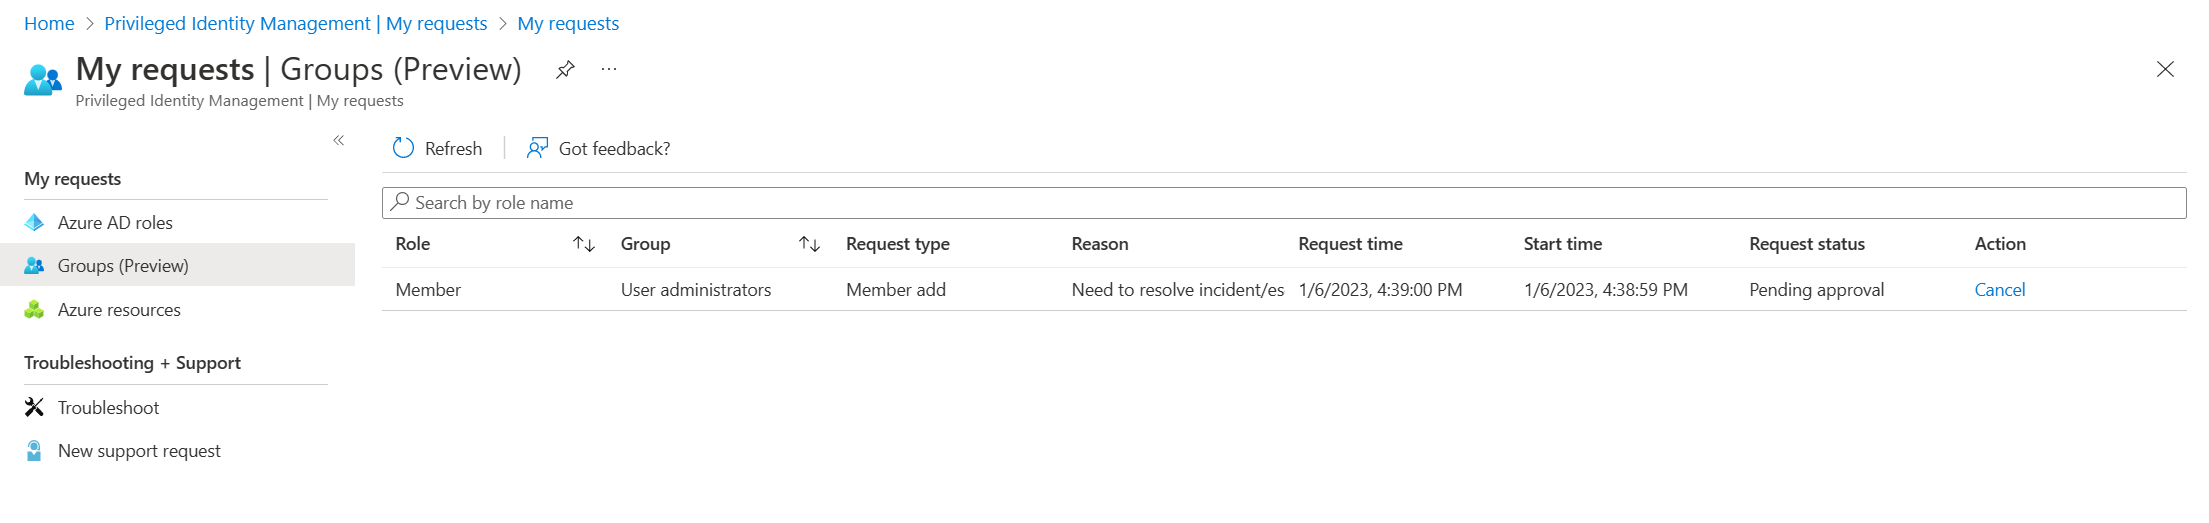 Home > Privileged Identity Management | My requests > My requests
My requests | Groups (Preview)
Privileged Identity Management | My requests
Refresh | Got feedback?
My requests
Azure AD roles
Groups (Preview)
Azure resources
Troubleshooting + Support
Troubleshoot
New support request
Search by role name
Role Group Request type Reason Request time Start time Request status Action
Member User administrators Member add Need to resolve incident/es 1/6/2023, 4:39:00 PM 1/6/2023, 4:38:59 PM Pending approval Cancel